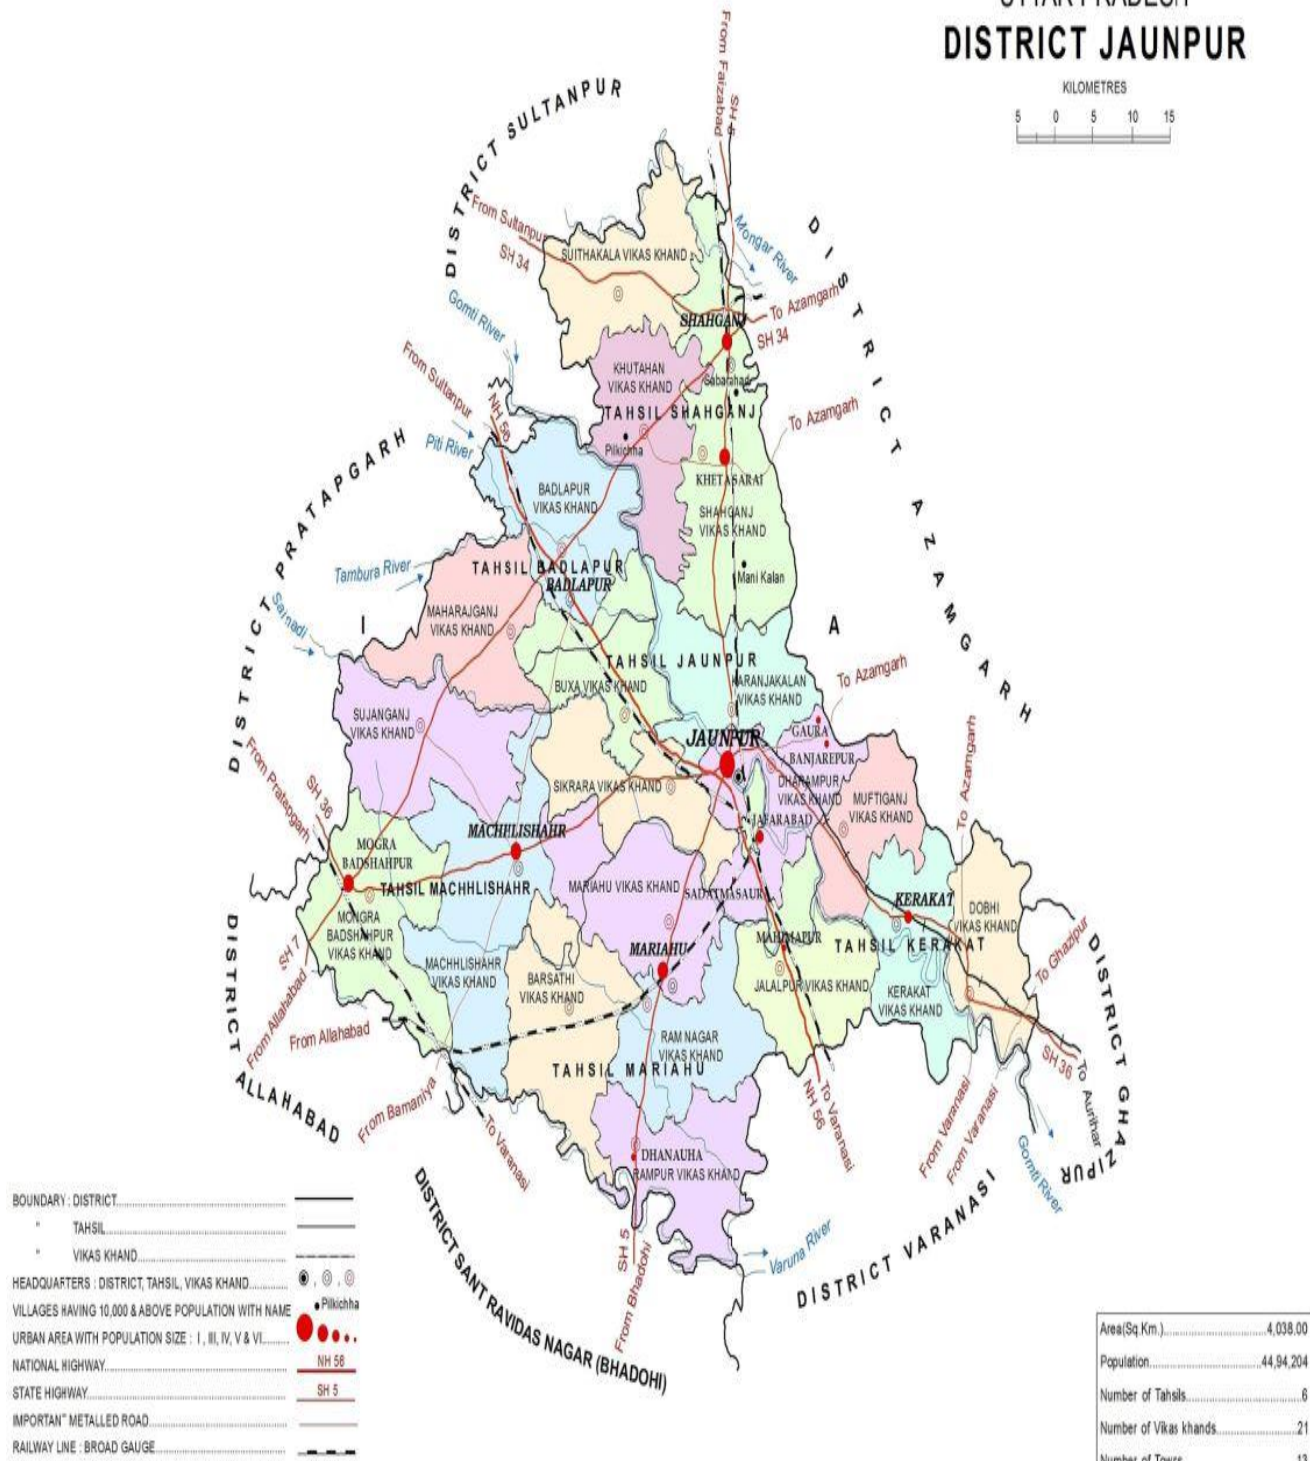 DISTRICT JAUNPUR
KILOMETRES
5 0 5 10 15
From Faizabad
SH 5
DISTRICT SULTANPUR
From Sultanpur
SH 34
SUITHAKALA VIKAS KHAND
Mongar River
DISTRICT AZAMGARH
To Azamgarh
SH 34
SHAHGANJ
Gomti River
From Sultanpur
NH 56
Piti River
KHUTAHAN
VIKAS KHAND
Sabarahad
TAHSIL SHAHGANJ
Pilkichha
To Azamgarh
KHETASARAI
SHAHGANJ
VIKAS KHAND
Mani Kalan
DISTRICT PRATAPGARH
BADLAPUR
VIKAS KHAND
Tambura River
TAHSIL BADLAPUR
BADLAPUR
MAHARAJGANJ
VIKAS KHAND
I
A
TAHSIL JAUNPUR
BUXA VIKAS KHAND
KARANJAKALAN
VIKAS KHAND
To Azamgarh
SUJANGANJ
VIKAS KHAND
JAUNPUR
GAURA
BANJAREPUR
DHARAMPUR
VIKAS KHAND
MUFTIGANJ
VIKAS KHAND
To Azamgarh
From Pratapgarh
SH 36
SIKRARA VIKAS KHAND
JAFARABAD
MACHHLISHAHR
MOGRA
BADSHAHPUR
TAHSIL MACHHLISHAHR
MARIAHU VIKAS KHAND
SADATMASAUR
KERAKAT
DOBHI
VIKAS KHAND
MONGRA
BADSHAHPUR
VIKAS KHAND
SH 7
From Allahabad
From Allahabad
MACHHLISHAHR
VIKAS KHAND
BARSATHI
VIKAS KHAND
MARIAHU
MAHIMAPUR
TAHSIL KERAKAT
JALALPUR VIKAS KHAND
KERAKAT
VIKAS KHAND
To Ghazipur
DISTRICT GHAZIPUR
RAM NAGAR
VIKAS KHAND
TAHSIL MARIAHU
SH 36
To Aunhar
DISTRICT
ALLAHABAD
From Bamaniya
To Varanasi
To Varanasi
NH 56
From Varanasi
From Varanasi
Gomti River
DHANAUHA
RAMPUR VIKAS KHAND
SH 5
From Bhadohi
Varuna River
DISTRICT VARANASI
DISTRICT SANT RAVIDAS NAGAR (BHADOHI)
BOUNDARY : DISTRICT
" TAHSIL
" VIKAS KHAND
HEADQUARTERS : DISTRICT, TAHSIL, VIKAS KHAND
VILLAGES HAVING 10,000 & ABOVE POPULATION WITH NAME Pilkichha
URBAN AREA WITH POPULATION SIZE : I, III, IV, V & VI
NATIONAL HIGHWAY NH 56
STATE HIGHWAY SH 5
IMPORTANT METALLED ROAD
RAILWAY LINE : BROAD GAUGE
Area(Sq.Km.) 4,038.00
Population 44,94,204
Number of Tahsils 6
Number of Vikas khands 21